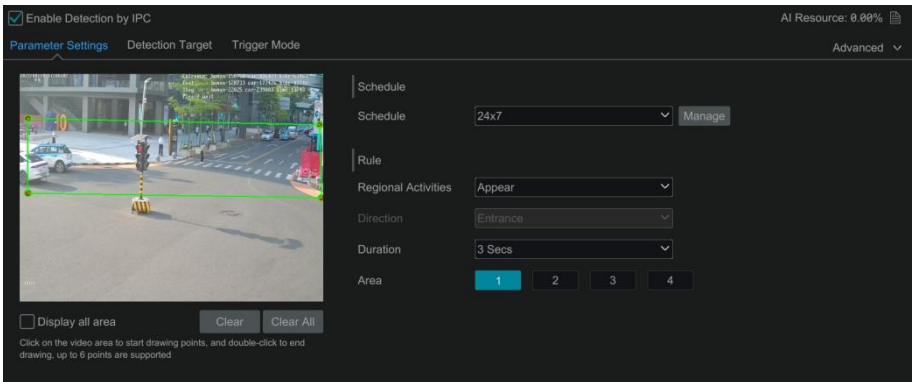 Enable Detection by IPC
AI Resource: 0.00%
Parameter Settings Detection Target Trigger Mode
Advanced
Schedule
Schedule 24x7 Manage
Rule
Regional Activities Appear
Direction Entrance
Duration 3 Secs
Area 1 2 3 4
Display all area Clear Clear All
Click on the video area to start drawing points, and double-click to end
drawing, up to 6 points are supported